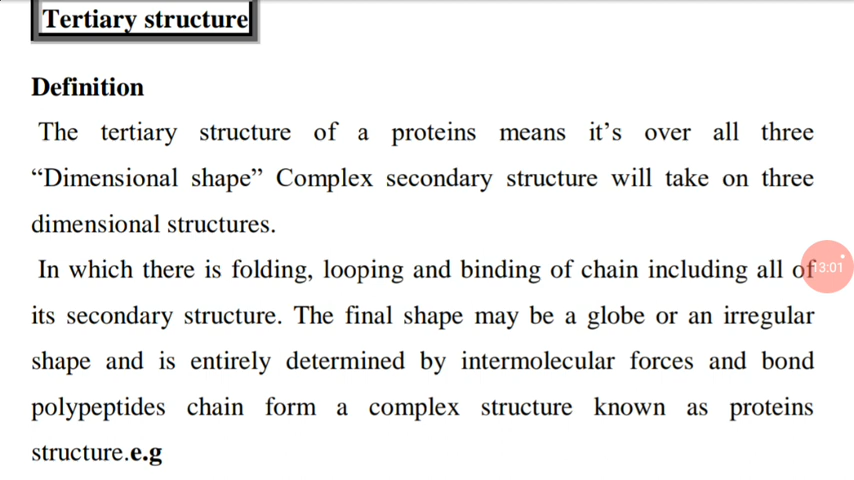 Tertiary structure
Definition
The tertiary structure of a proteins means it’s over all three
“Dimensional shape” Complex secondary structure will take on three
dimensional structures.
In which there is folding, looping and binding of chain including all of
its secondary structure. The final shape may be a globe or an irregular
shape and is entirely determined by intermolecular forces and bond
polypeptides chain form a complex structure known as proteins
structure.e.g
13:01